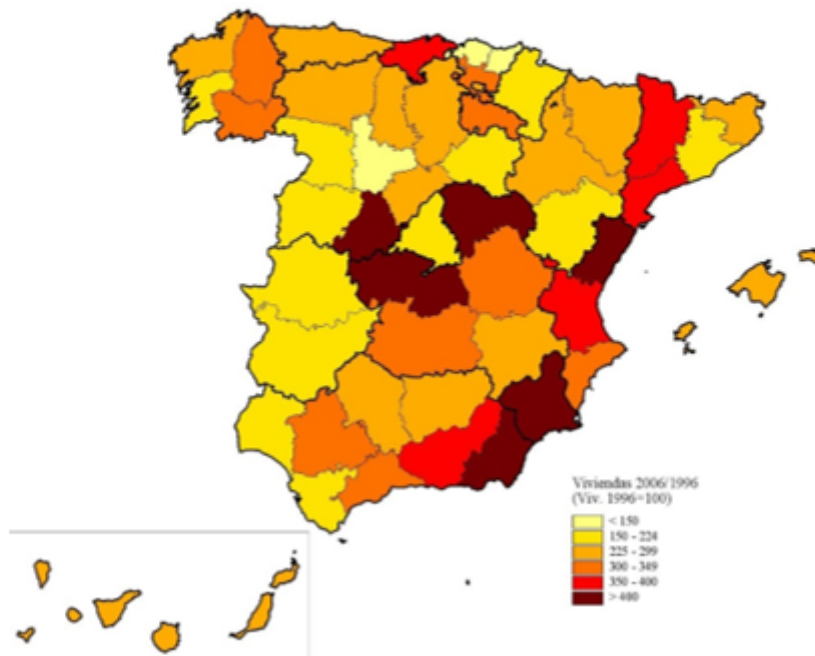 Viviendas 2006/1996
(Viv. 1996=100)
< 150
150 - 224
225 - 299
300 - 349
350 - 400
> 400